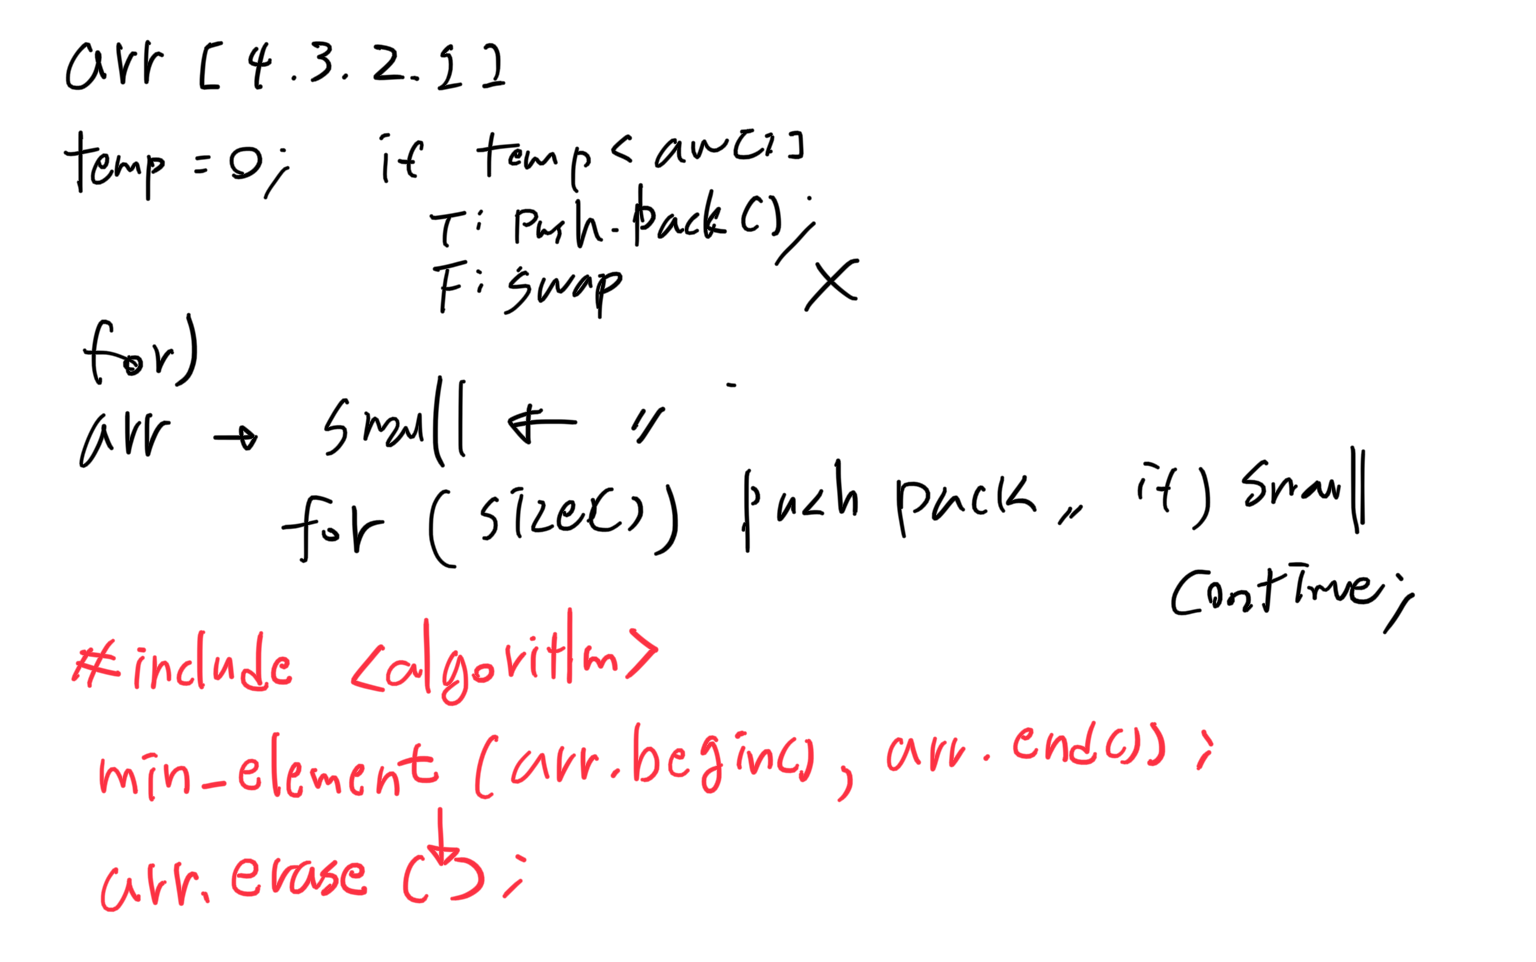 arr [4.3.2.1]
temp = 0; if temp < arr[i]
T: push.back();
F: swap X
for)
arr → small ← 〃
for (size()) push pack 〃 if) small
continue;
#include <algorithm>
min_element (arr.begin(), arr.end());
arr.erase ( );